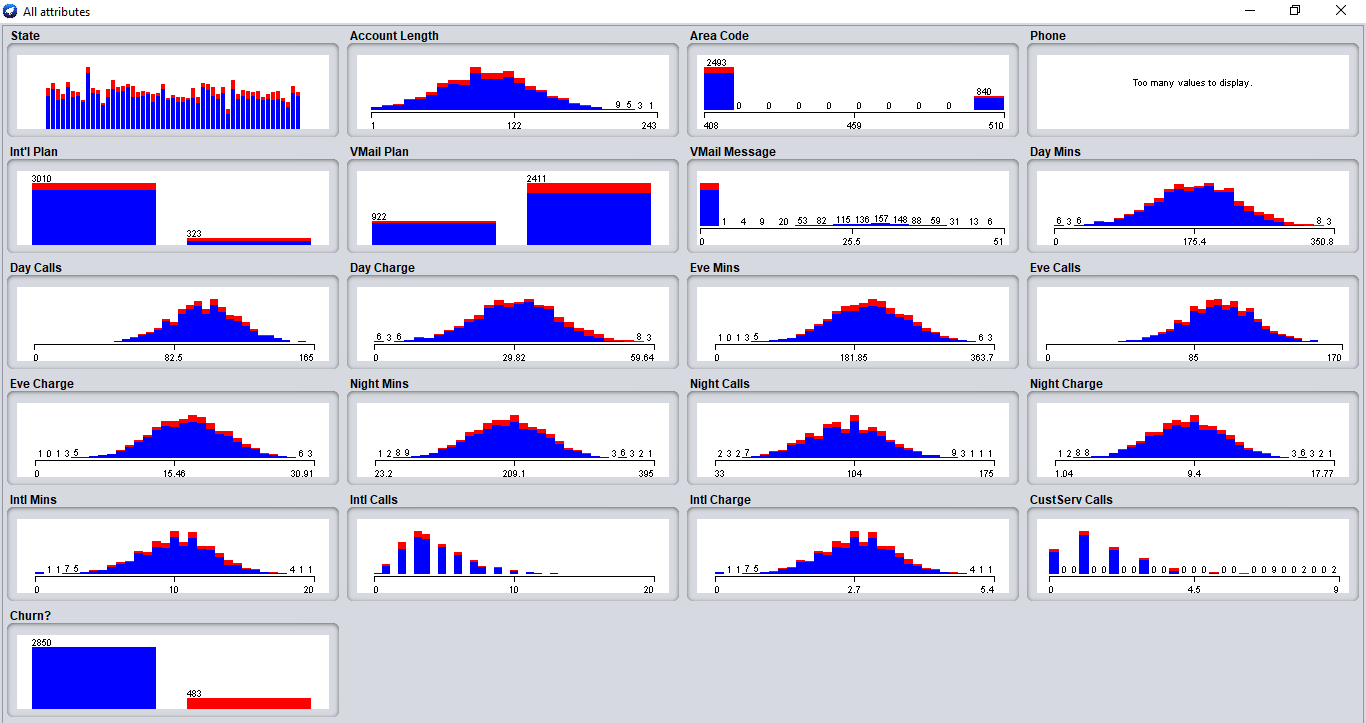 All attributes
State Account Length Area Code Phone
2493 0 0 0 0 0 0 0 0 840
Too many values to display.
9 5 3 1
1 122 243
408 459 510
Int'l Plan VMail Plan VMail Message Day Mins
3010 323
922 2411
1 4 9 20 53 82 115 136 157 148 88 59 31 13 6
0 25.5 51
6 3 6 8 3
0 175.4 350.8
Day Calls Day Charge Eve Mins Eve Calls
0 82.5 165
6 3 6 8 3
0 29.82 59.64
1 0 1 3 5 6 3
0 181.85 363.7
0 85 170
Eve Charge Night Mins Night Calls Night Charge
1 0 1 3 5 6 3
0 15.46 30.91
1 2 8 9 3 6 3 2 1
23.2 209.1 395
2 3 2 7 9 3 1 1 1
33 104 175
1 2 8 8 3 6 3 2 1
1.04 9.4 17.77
Intl Mins Intl Calls Intl Charge CustServ Calls
1 1 7 5 4 1 1
0 10 20
0 10 20
1 1 7 5 4 1 1
0 2.7 5.4
0 0 0 0 0 0 0 0 0 0 0 0 0 0 9 0 0 2 0 0 2
0 4.5 9
Churn?
2850 483